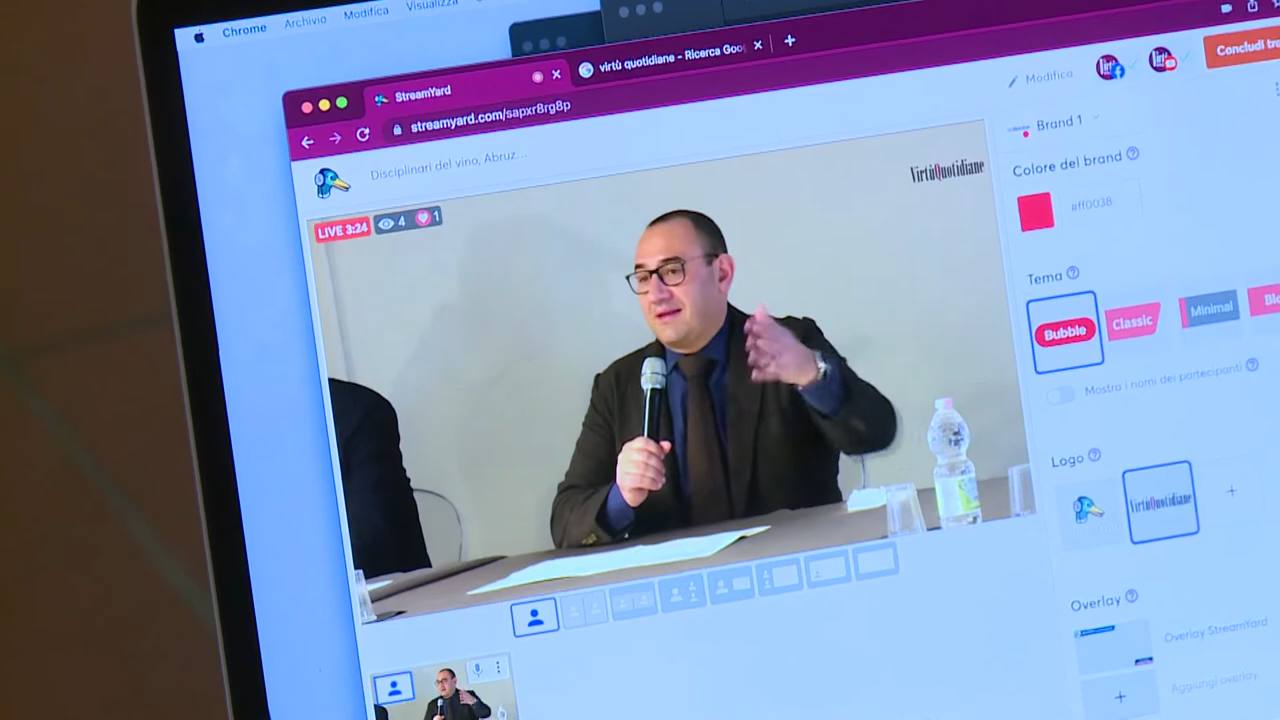 Chrome Archivio Modifica Visualizza
StreamYard
virtù quotidiane - Ricerca Goo
streamyard.com/sapxr8rg8p
Modifica
Concludi tra
Disciplinari del vino, Abruz...
Brand 1
LIVE 3:24
4
1
VirtùQuotidiane
Colore del brand
#ff0038
Tema
Bubble
Classic
Minimal
Mostra i nomi dei partecipanti
Logo
VirtùQuotidiane
Overlay
Overlay StreamYard
Aggiungi overlay